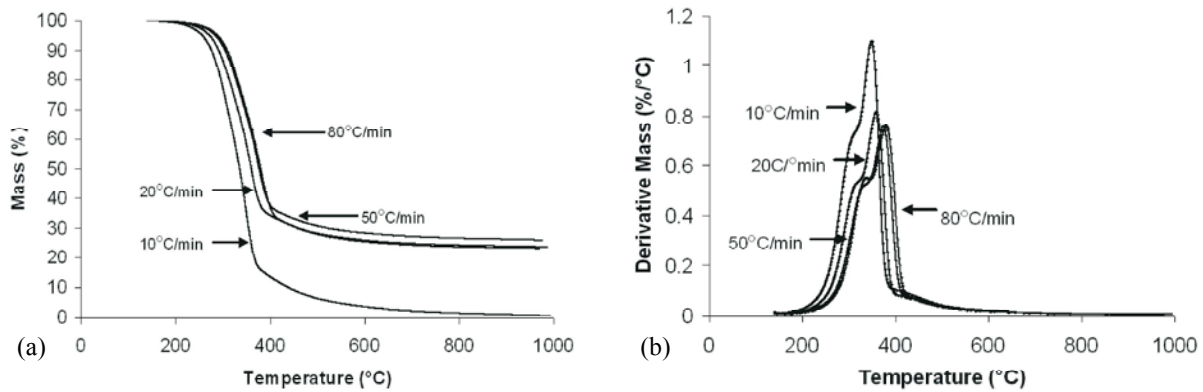 100
90
80
70
60
50
40
30
20
10
0
Mass (%)
80°C/min
20°C/min
50°C/min
10°C/min
0 200 400 600 800 1000
Temperature (°C)
(a)
1.2
1
0.8
0.6
0.4
0.2
0
Derivative Mass (%/°C)
10°C/min
20C/°min
50°C/min
80°C/min
0 200 400 600 800 1000
Temperature (°C)
(b)